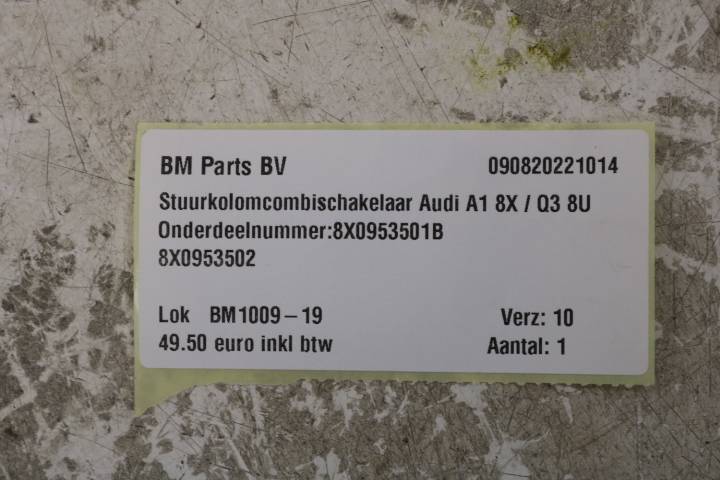 BM Parts BV 090820221014
Stuurkolomcombischakelaar Audi A1 8X / Q3 8U
Onderdeelnummer:8X0953501B
8X0953502
Lok BM1009-19 Verz: 10
49.50 euro inkl btw Aantal: 1